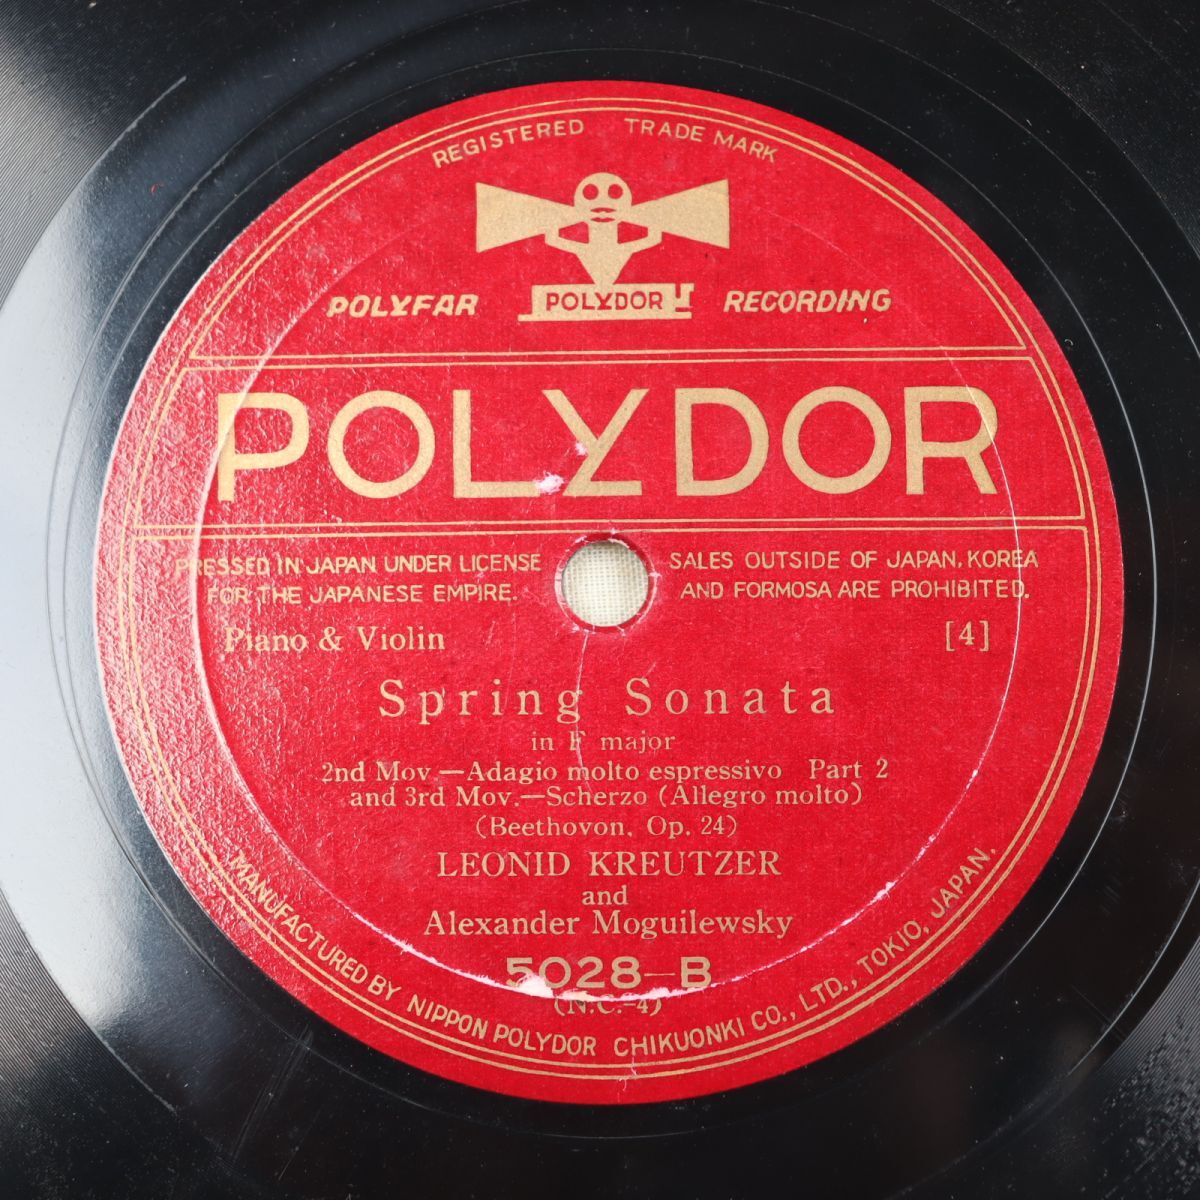 REGISTERED TRADE MARK
POLYFAR POLYDOR RECORDING
POLYDOR
PRESSED IN JAPAN UNDER LICENSE
FOR THE JAPANESE EMPIRE.
SALES OUTSIDE OF JAPAN, KOREA
AND FORMOSA ARE PROHIBITED.
Piano & Violin [4]
Spring Sonata
in F major
2nd Mov.—Adagio molto espressivo Part 2
and 3rd Mov.—Scherzo (Allegro molto)
(Beethovon, Op. 24)
LEONID KREUTZER
and
Alexander Moguilewsky
5028-B
(N.C.-4)
MANUFACTURED BY NIPPON POLYDOR CHIKUONKI CO., LTD., TOKIO, JAPAN.